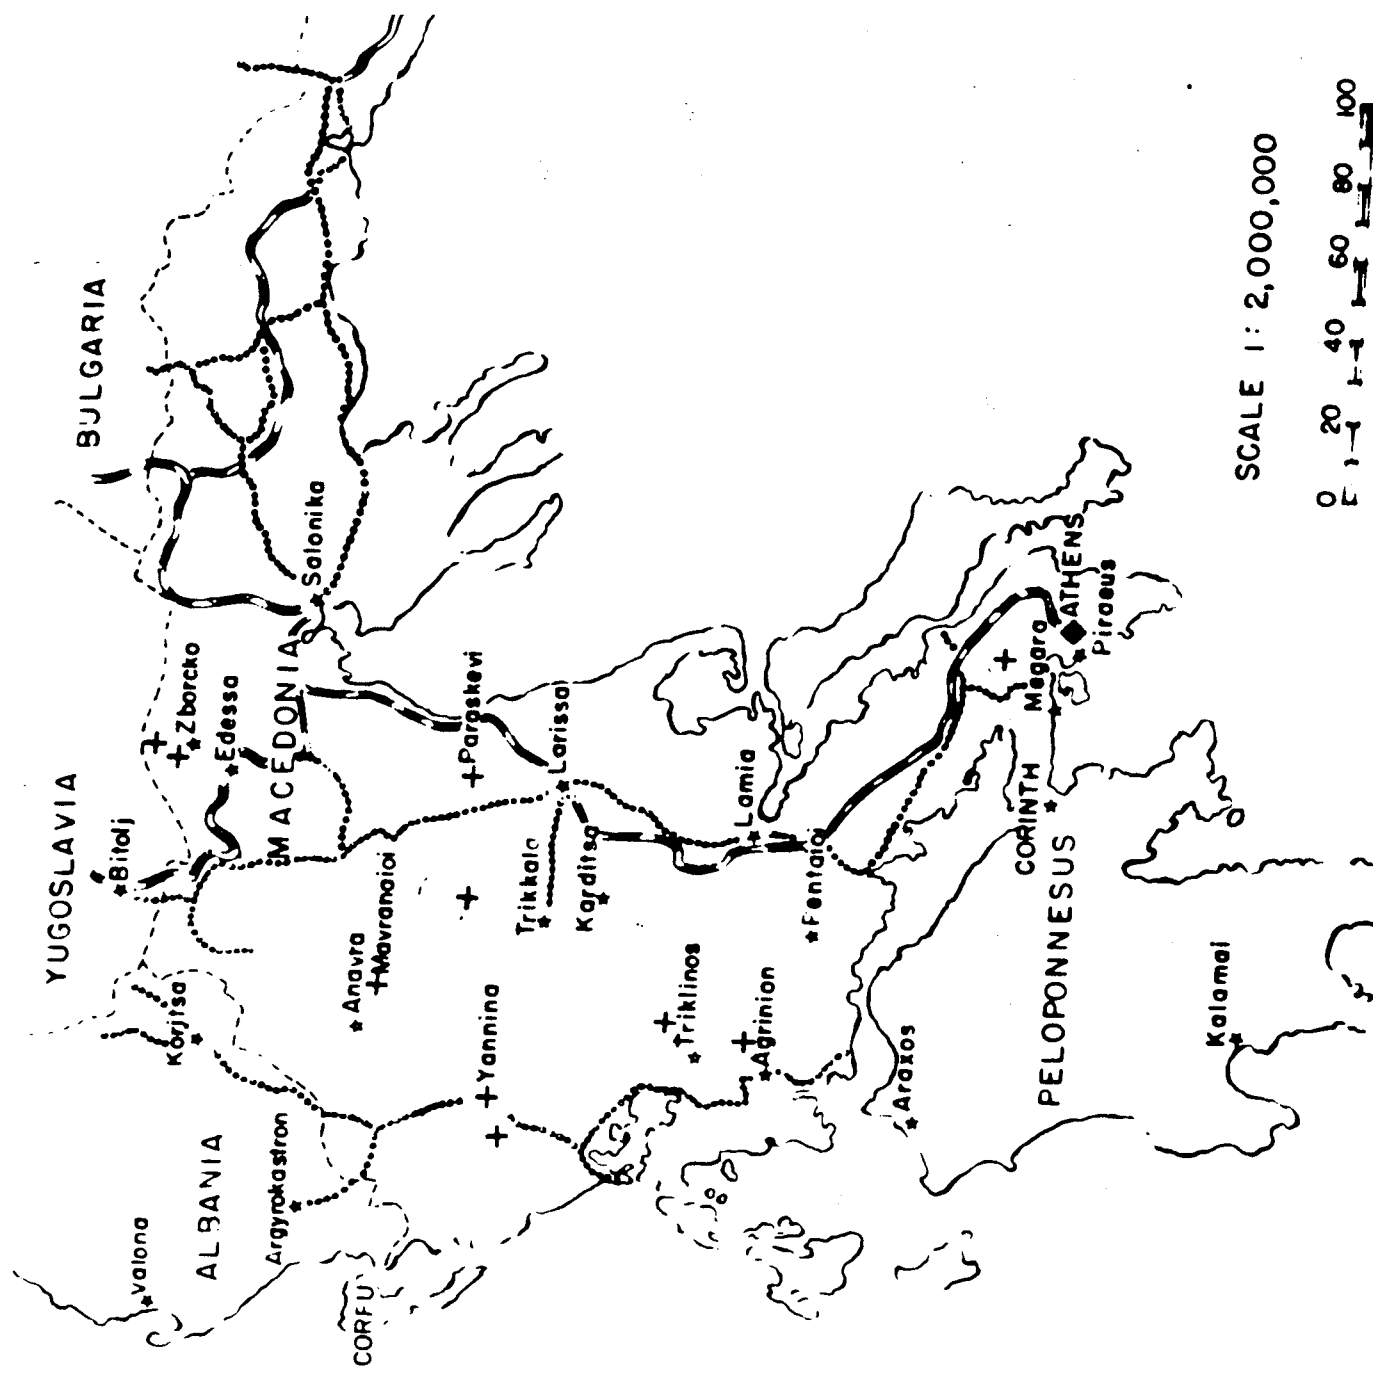 YUGOSLAVIA
BULGARIA
ALBANIA
MACEDONIA
Valona
Argyrokastron
Korjtsa
Bitolj
Zborcko
Edessa
Salonika
CORFU
Anavra
Mavranaioi
Paraskevi
Yannina
Trikkala
Karditsa
Larissa
Triklinos
Agrinion
Lamia
Pentaioi
Araxos
CORINTH
Megara
ATHENS
Piraeus
PELOPONNESUS
Kalamai
SCALE 1:2,000,000
0 20 40 60 80 100